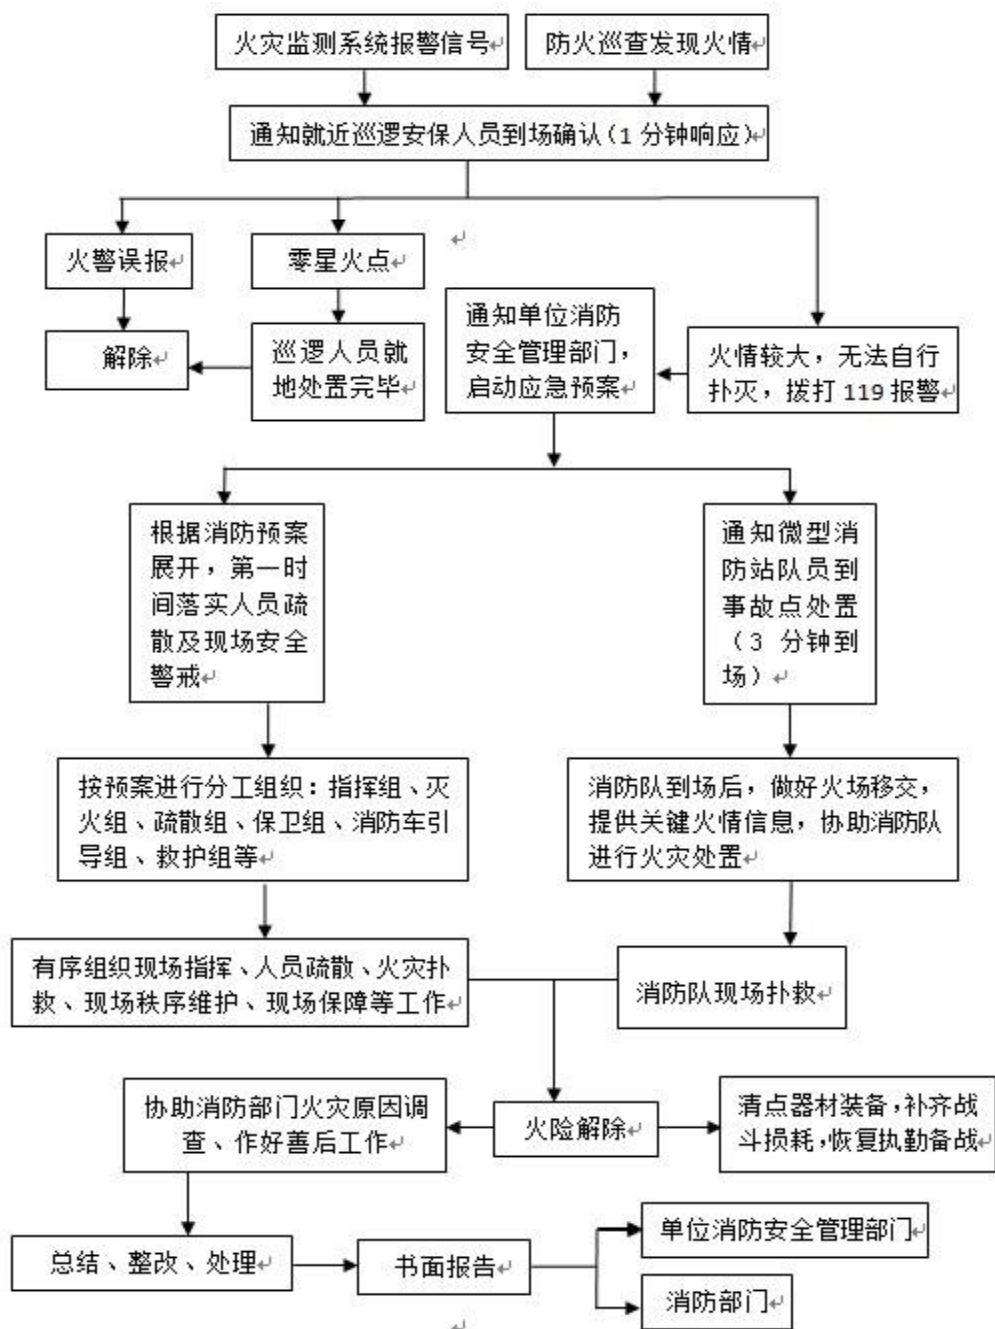 火灾监测系统报警信号
防火巡查发现火情
通知就近巡逻安保人员到场确认(1 分钟响应)
火警误报
零星火点
解除
巡逻人员就
地处置完毕
通知单位消防
安全管理部门，
启动应急预案
火情较大，无法自行
扑灭，拨打 119 报警
根据消防预案
展开，第一时
间落实人员疏
散及现场安全
警戒
通知微型消
防站队员到
事故点处置
（3 分钟到
场）
按预案进行分工组织：指挥组、灭
火组、疏散组、保卫组、消防车引
导组、救护组等
消防队到场后，做好火场移交，
提供关键火情信息，协助消防队
进行火灾处置
有序组织现场指挥、人员疏散、火灾扑
救、现场秩序维护、现场保障等工作
消防队现场扑救
协助消防部门火灾原因调
查、作好善后工作
火险解除
清点器材装备，补齐战
斗损耗，恢复执勤备战
总结、整改、处理
书面报告
单位消防安全管理部门
消防部门